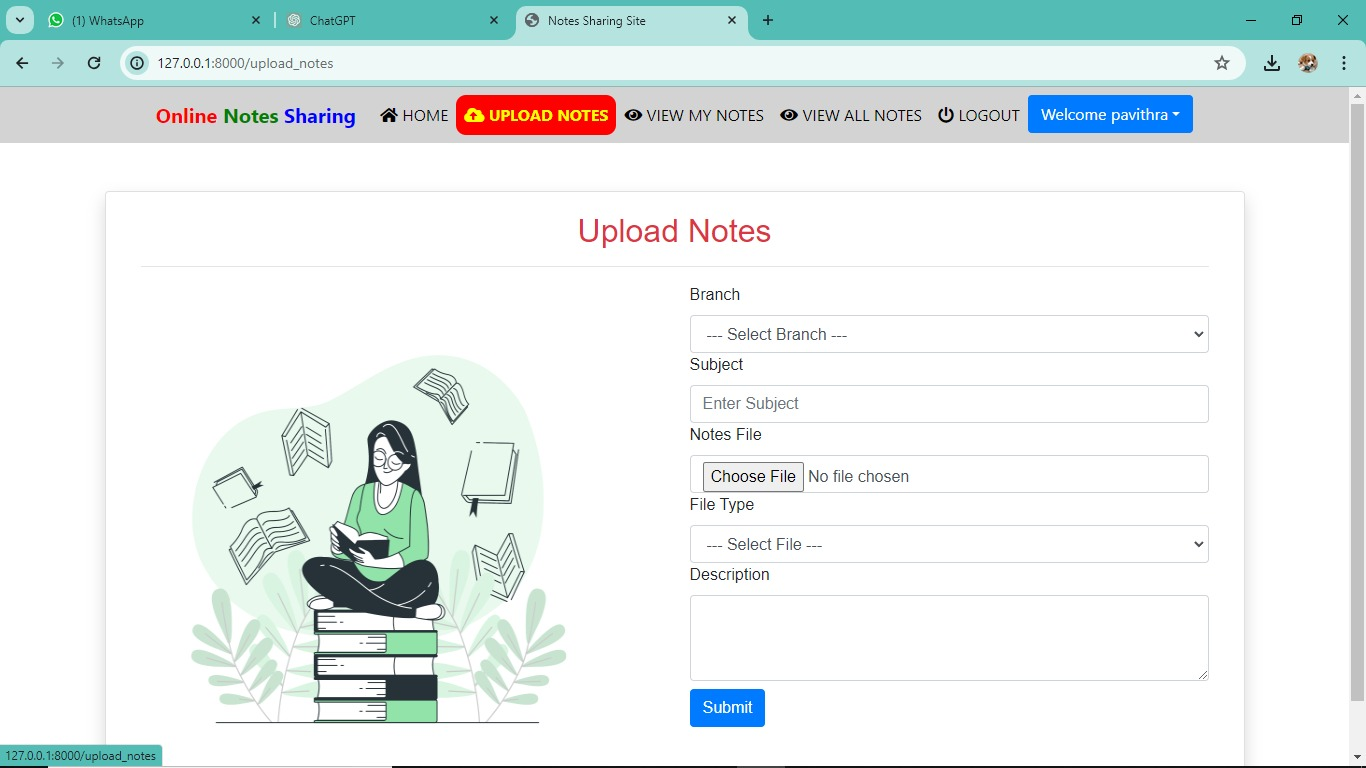 (1) WhatsApp
ChatGPT
Notes Sharing Site
127.0.0.1:8000/upload_notes
Online Notes Sharing HOME UPLOAD NOTES VIEW MY NOTES VIEW ALL NOTES LOGOUT Welcome pavithra
Upload Notes
Branch
--- Select Branch ---
Subject
Enter Subject
Notes File
Choose File No file chosen
File Type
--- Select File ---
Description
Submit
127.0.0.1:8000/upload_notes